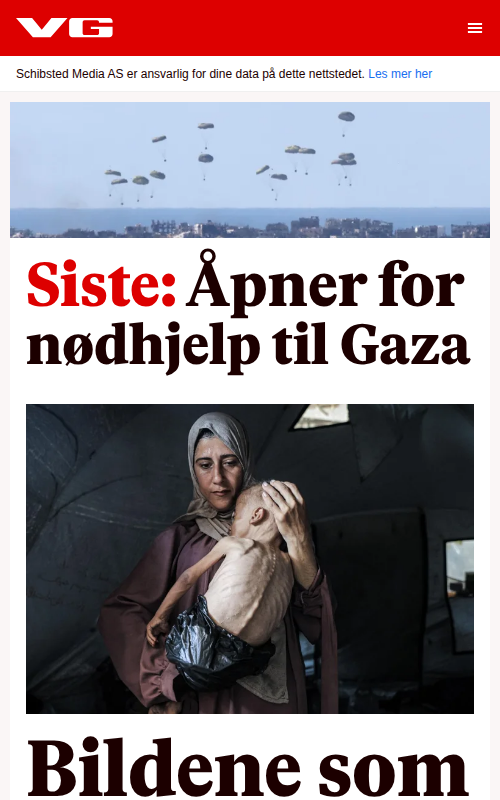 VG
Schibsted Media AS er ansvarlig for dine data på dette nettstedet. Les mer her
Siste: Åpner for
nødhjelp til Gaza
Bildene som